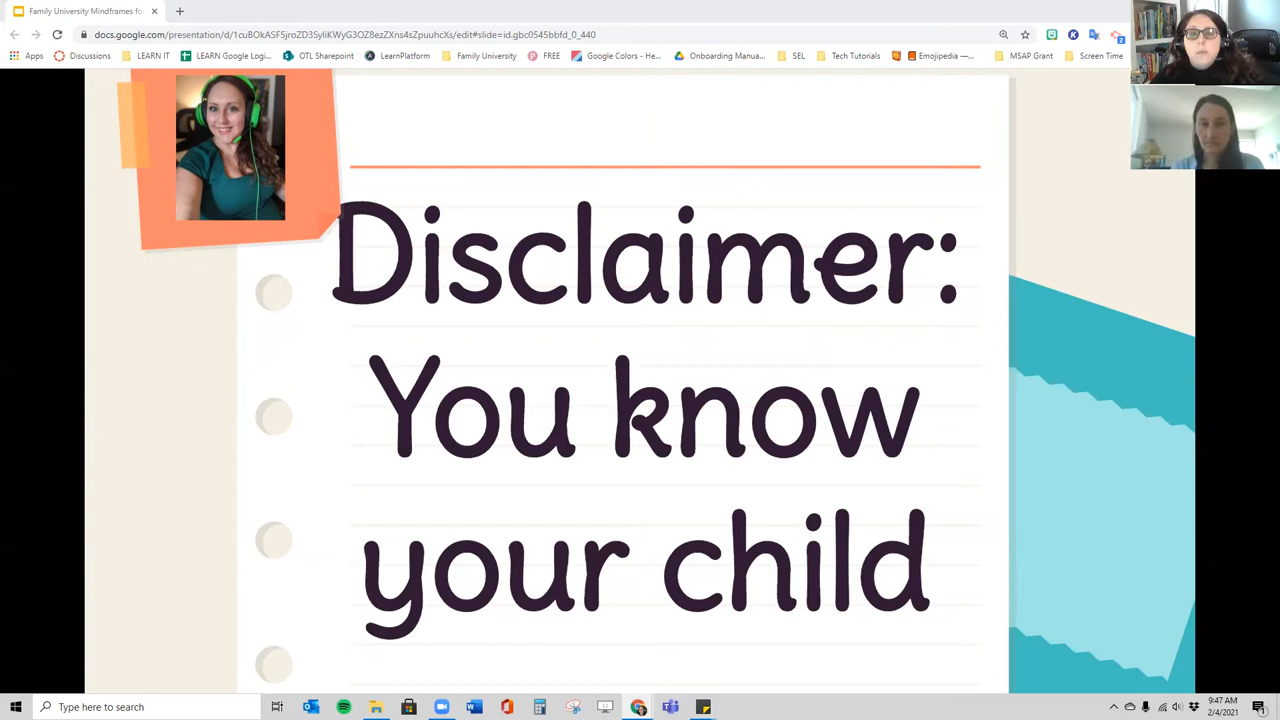 Family University Mindframes fo
docs.google.com/presentation/d/1cuBOkASF5jroZD3SyliKWyG3OZ8ezZXns4sZpuuhcXs/edit#slide=id.gbc0545bbfd_0_440
Apps Discussions LEARN IT LEARN Google Logi... OTL Sharepoint LearnPlatform Family University FREE Google Colors - Ho... Onboarding Manua... SEL Tech Tutorials Emojipedia —... MSAP Grant Screen Time
Disclaimer:
You know
your child
Type here to search
9:47 AM
2/4/2021